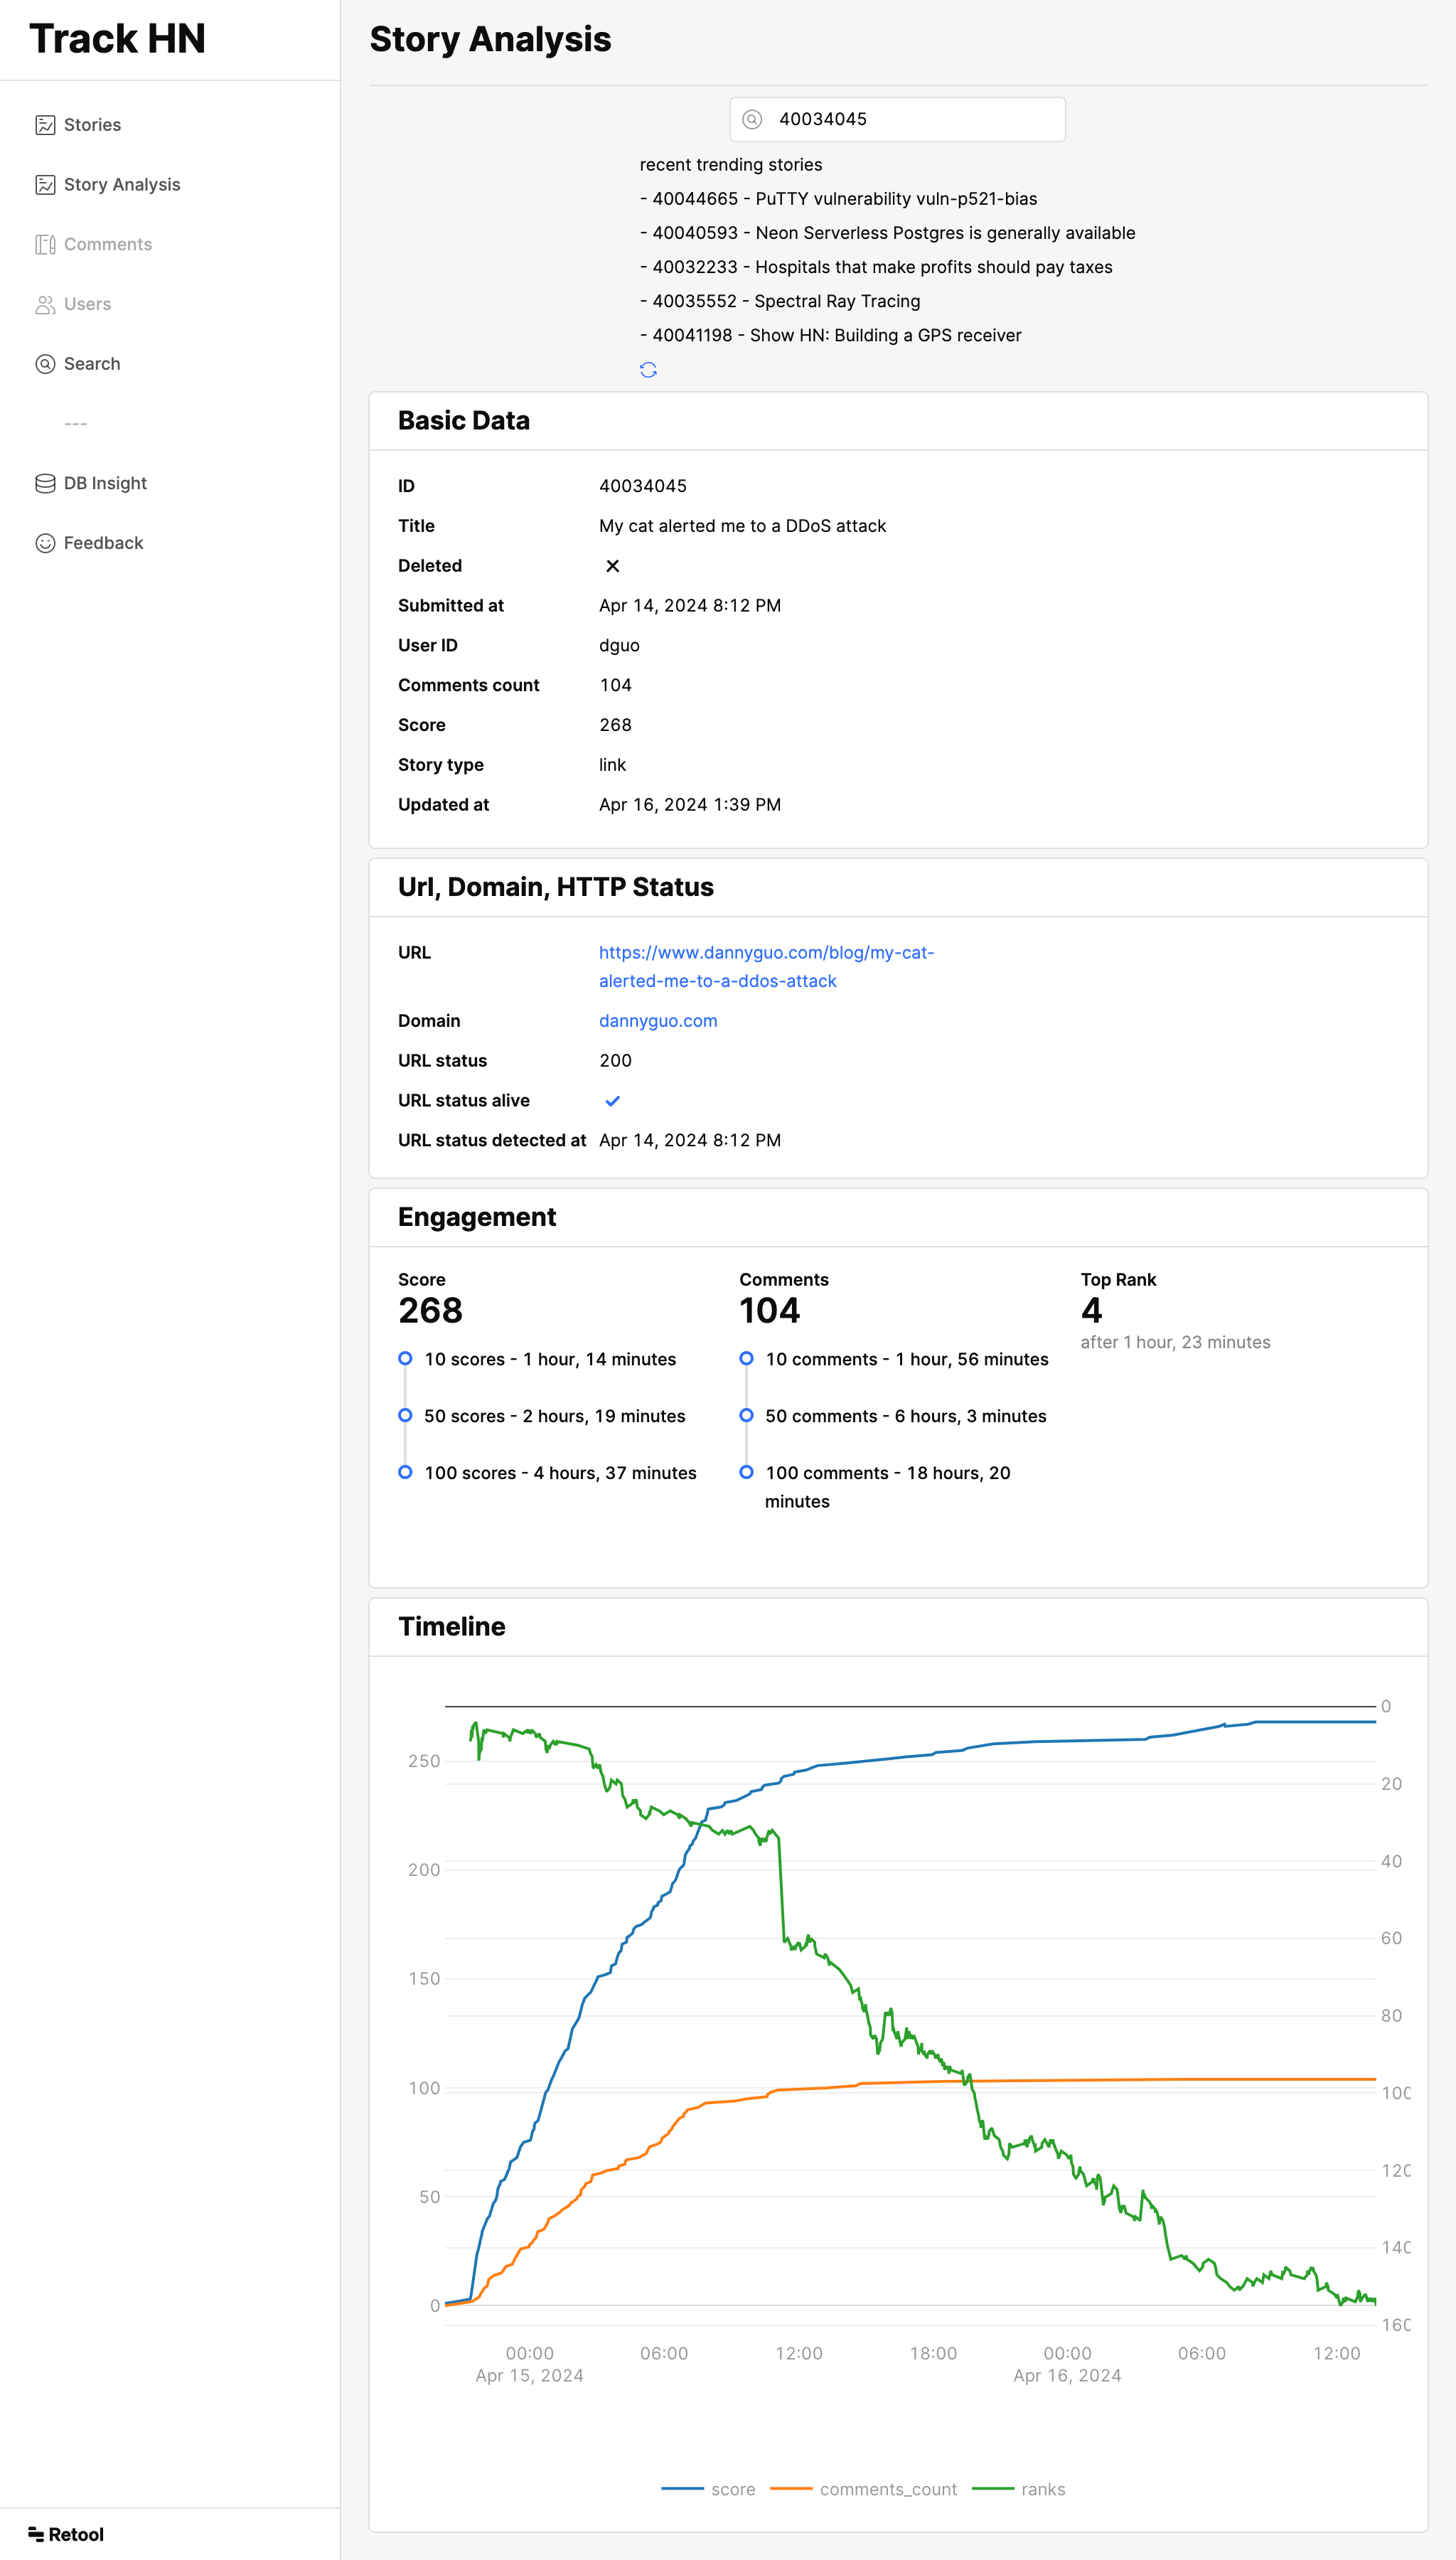 Track HN
Stories
Story Analysis
Comments
Users
Search
---
DB Insight
Feedback
Retool
Story Analysis
40034045
recent trending stories
- 40044665 - PuTTY vulnerability vuln-p521-bias
- 40040593 - Neon Serverless Postgres is generally available
- 40032233 - Hospitals that make profits should pay taxes
- 40035552 - Spectral Ray Tracing
- 40041198 - Show HN: Building a GPS receiver
Basic Data
ID 40034045
Title My cat alerted me to a DDoS attack
Deleted
Submitted at Apr 14, 2024 8:12 PM
User ID dguo
Comments count 104
Score 268
Story type link
Updated at Apr 16, 2024 1:39 PM
Url, Domain, HTTP Status
URL https://www.dannyguo.com/blog/my-cat-
alerted-me-to-a-ddos-attack
Domain dannyguo.com
URL status 200
URL status alive
URL status detected at Apr 14, 2024 8:12 PM
Engagement
Score
268
10 scores - 1 hour, 14 minutes
50 scores - 2 hours, 19 minutes
100 scores - 4 hours, 37 minutes
Comments
104
10 comments - 1 hour, 56 minutes
50 comments - 6 hours, 3 minutes
100 comments - 18 hours, 20
minutes
Top Rank
4
after 1 hour, 23 minutes
Timeline
250
200
150
100
50
0
0
20
40
60
80
100
120
140
160
00:00 06:00 12:00 18:00 00:00 06:00 12:00
Apr 15, 2024 Apr 16, 2024
score comments_count ranks